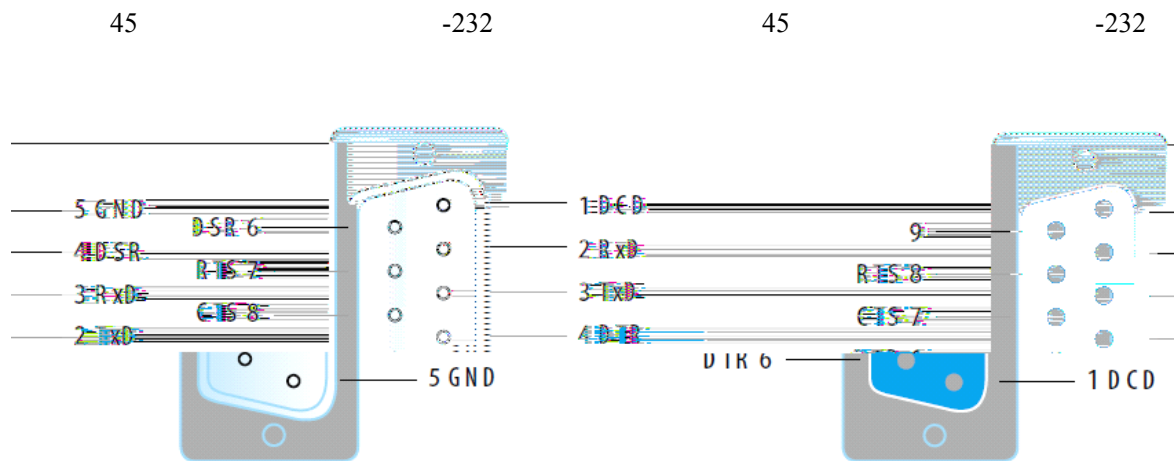 45 -232 45 -232
5 GND 1 DCD
DSR 6 9
4 DSR 2 RxD
RTS 7 RTS 8
3 RxD 3 TxD
CTS 8 CTS 7
2 TxD 4 DTR
DTR 6
5 GND 1 DCD